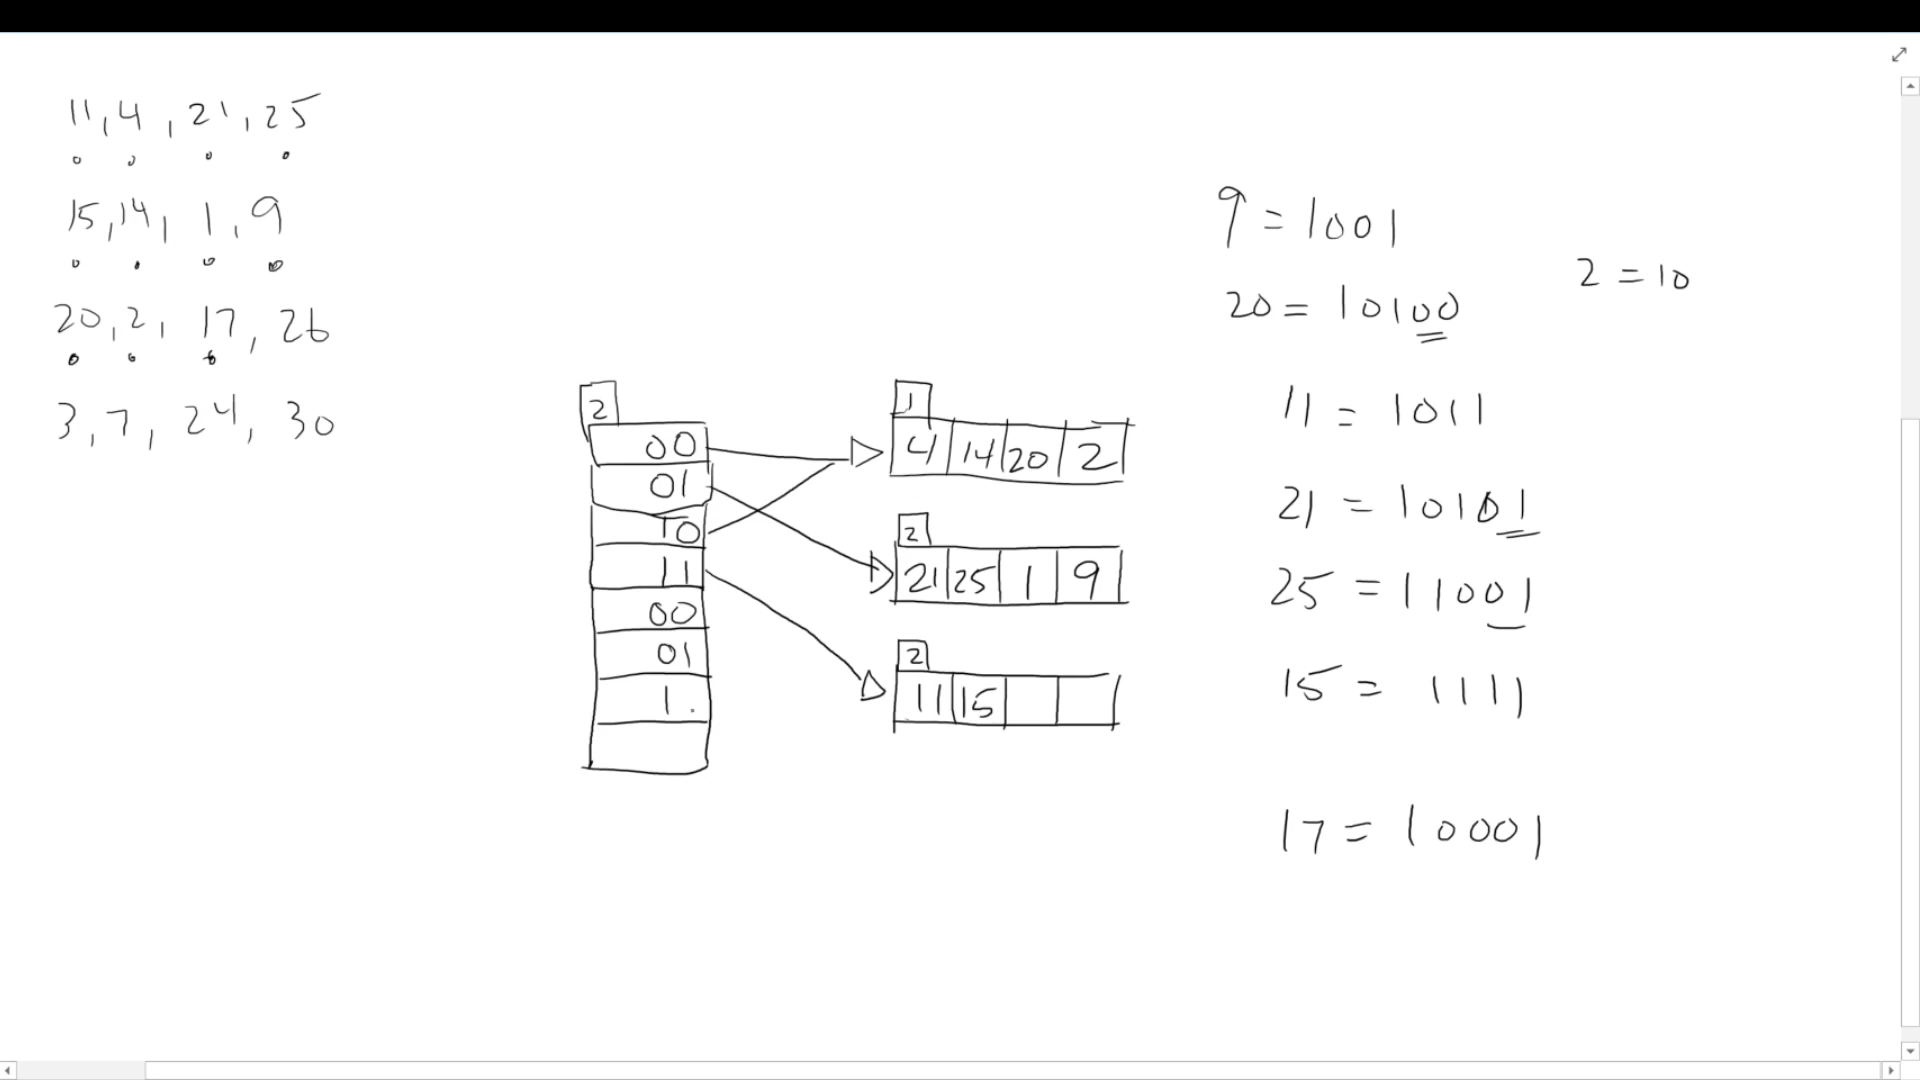 11, 4, 21, 25
15, 14, 1, 9
20, 2, 17, 26
3, 7, 24, 30
2
00
01
10
11
00
01
1.
1
4 14 20 2
2
21 25 1 9
2
11 15
9 = 1001
2 = 10
20 = 10100
11 = 1011
21 = 10101
25 = 11001
15 = 1111
17 = 10001